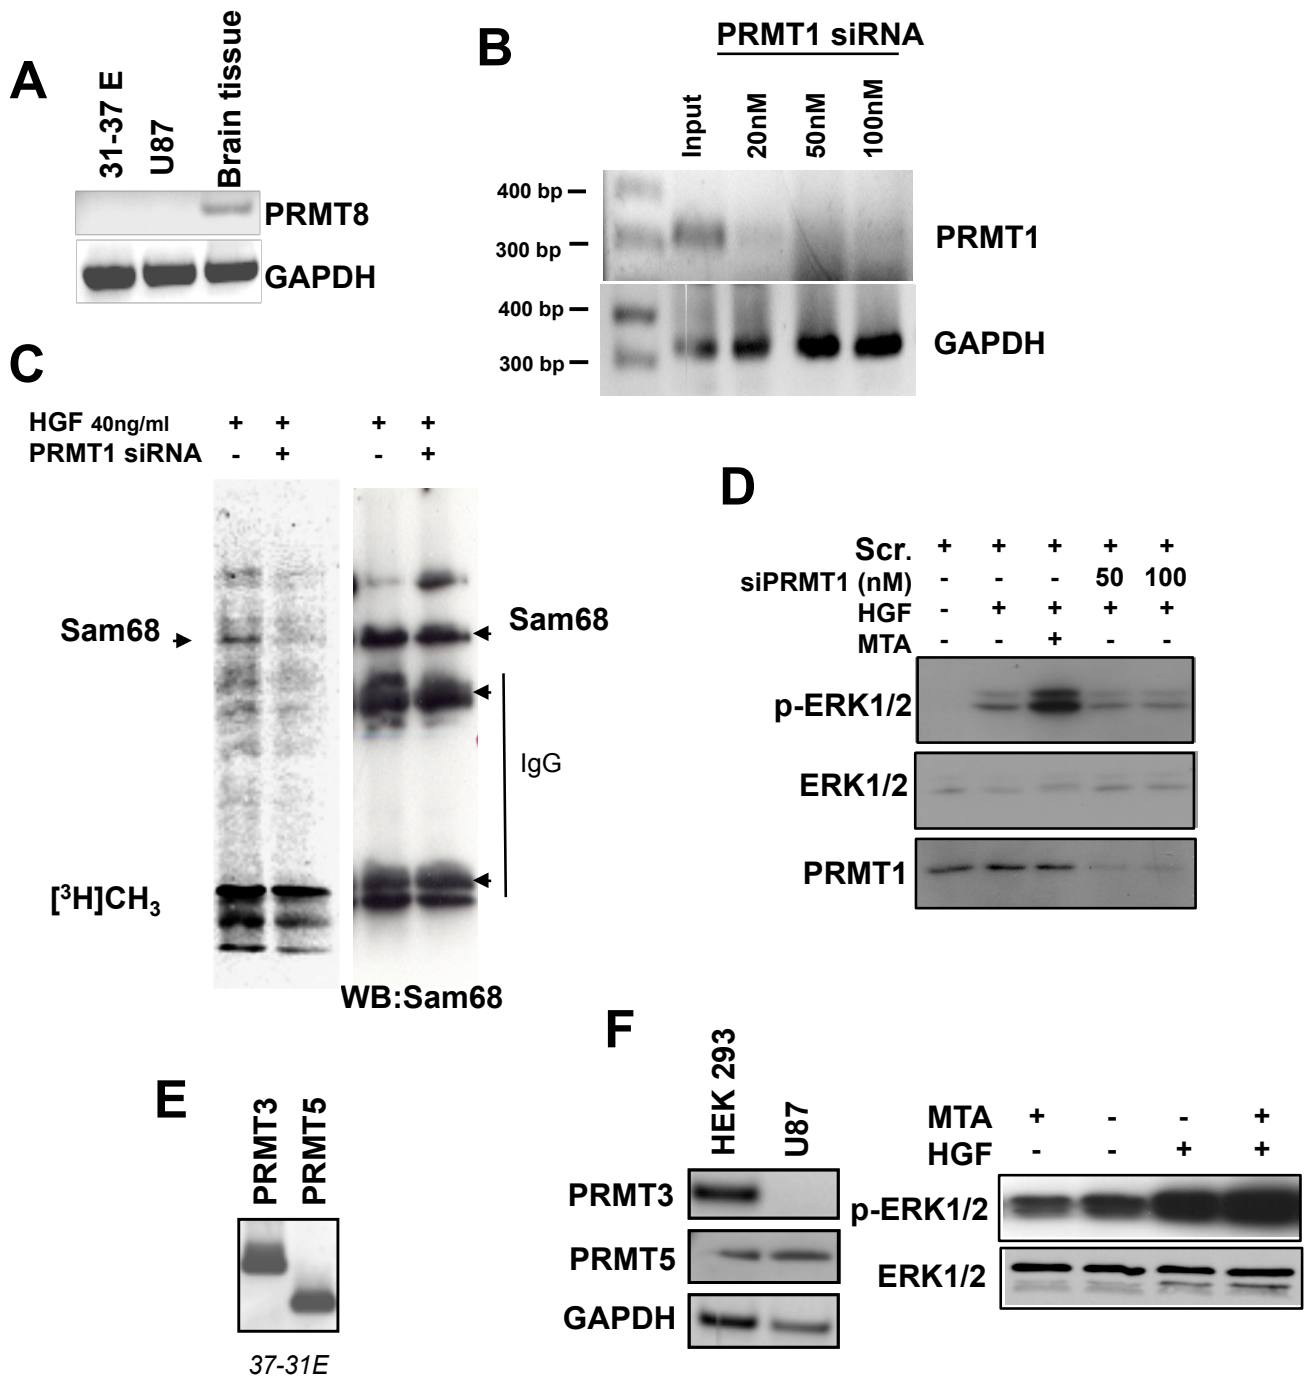 A
31-37 E
U87
Brain tissue
PRMT8
GAPDH
B
PRMT1 siRNA
Input
20nM
50nM
100nM
400 bp
300 bp
PRMT1
400 bp
300 bp
GAPDH
C
HGF 40ng/ml + + + +
PRMT1 siRNA - + - +
Sam68
Sam68
IgG
[³H]CH₃
WB:Sam68
D
Scr. + + + + +
siPRMT1 (nM) - - - 50 100
HGF - + + + +
MTA - - + - -
p-ERK1/2
ERK1/2
PRMT1
E
PRMT3
PRMT5
37-31E
F
HEK 293
U87
PRMT3
PRMT5
GAPDH
MTA + - - +
HGF - - + +
p-ERK1/2
ERK1/2